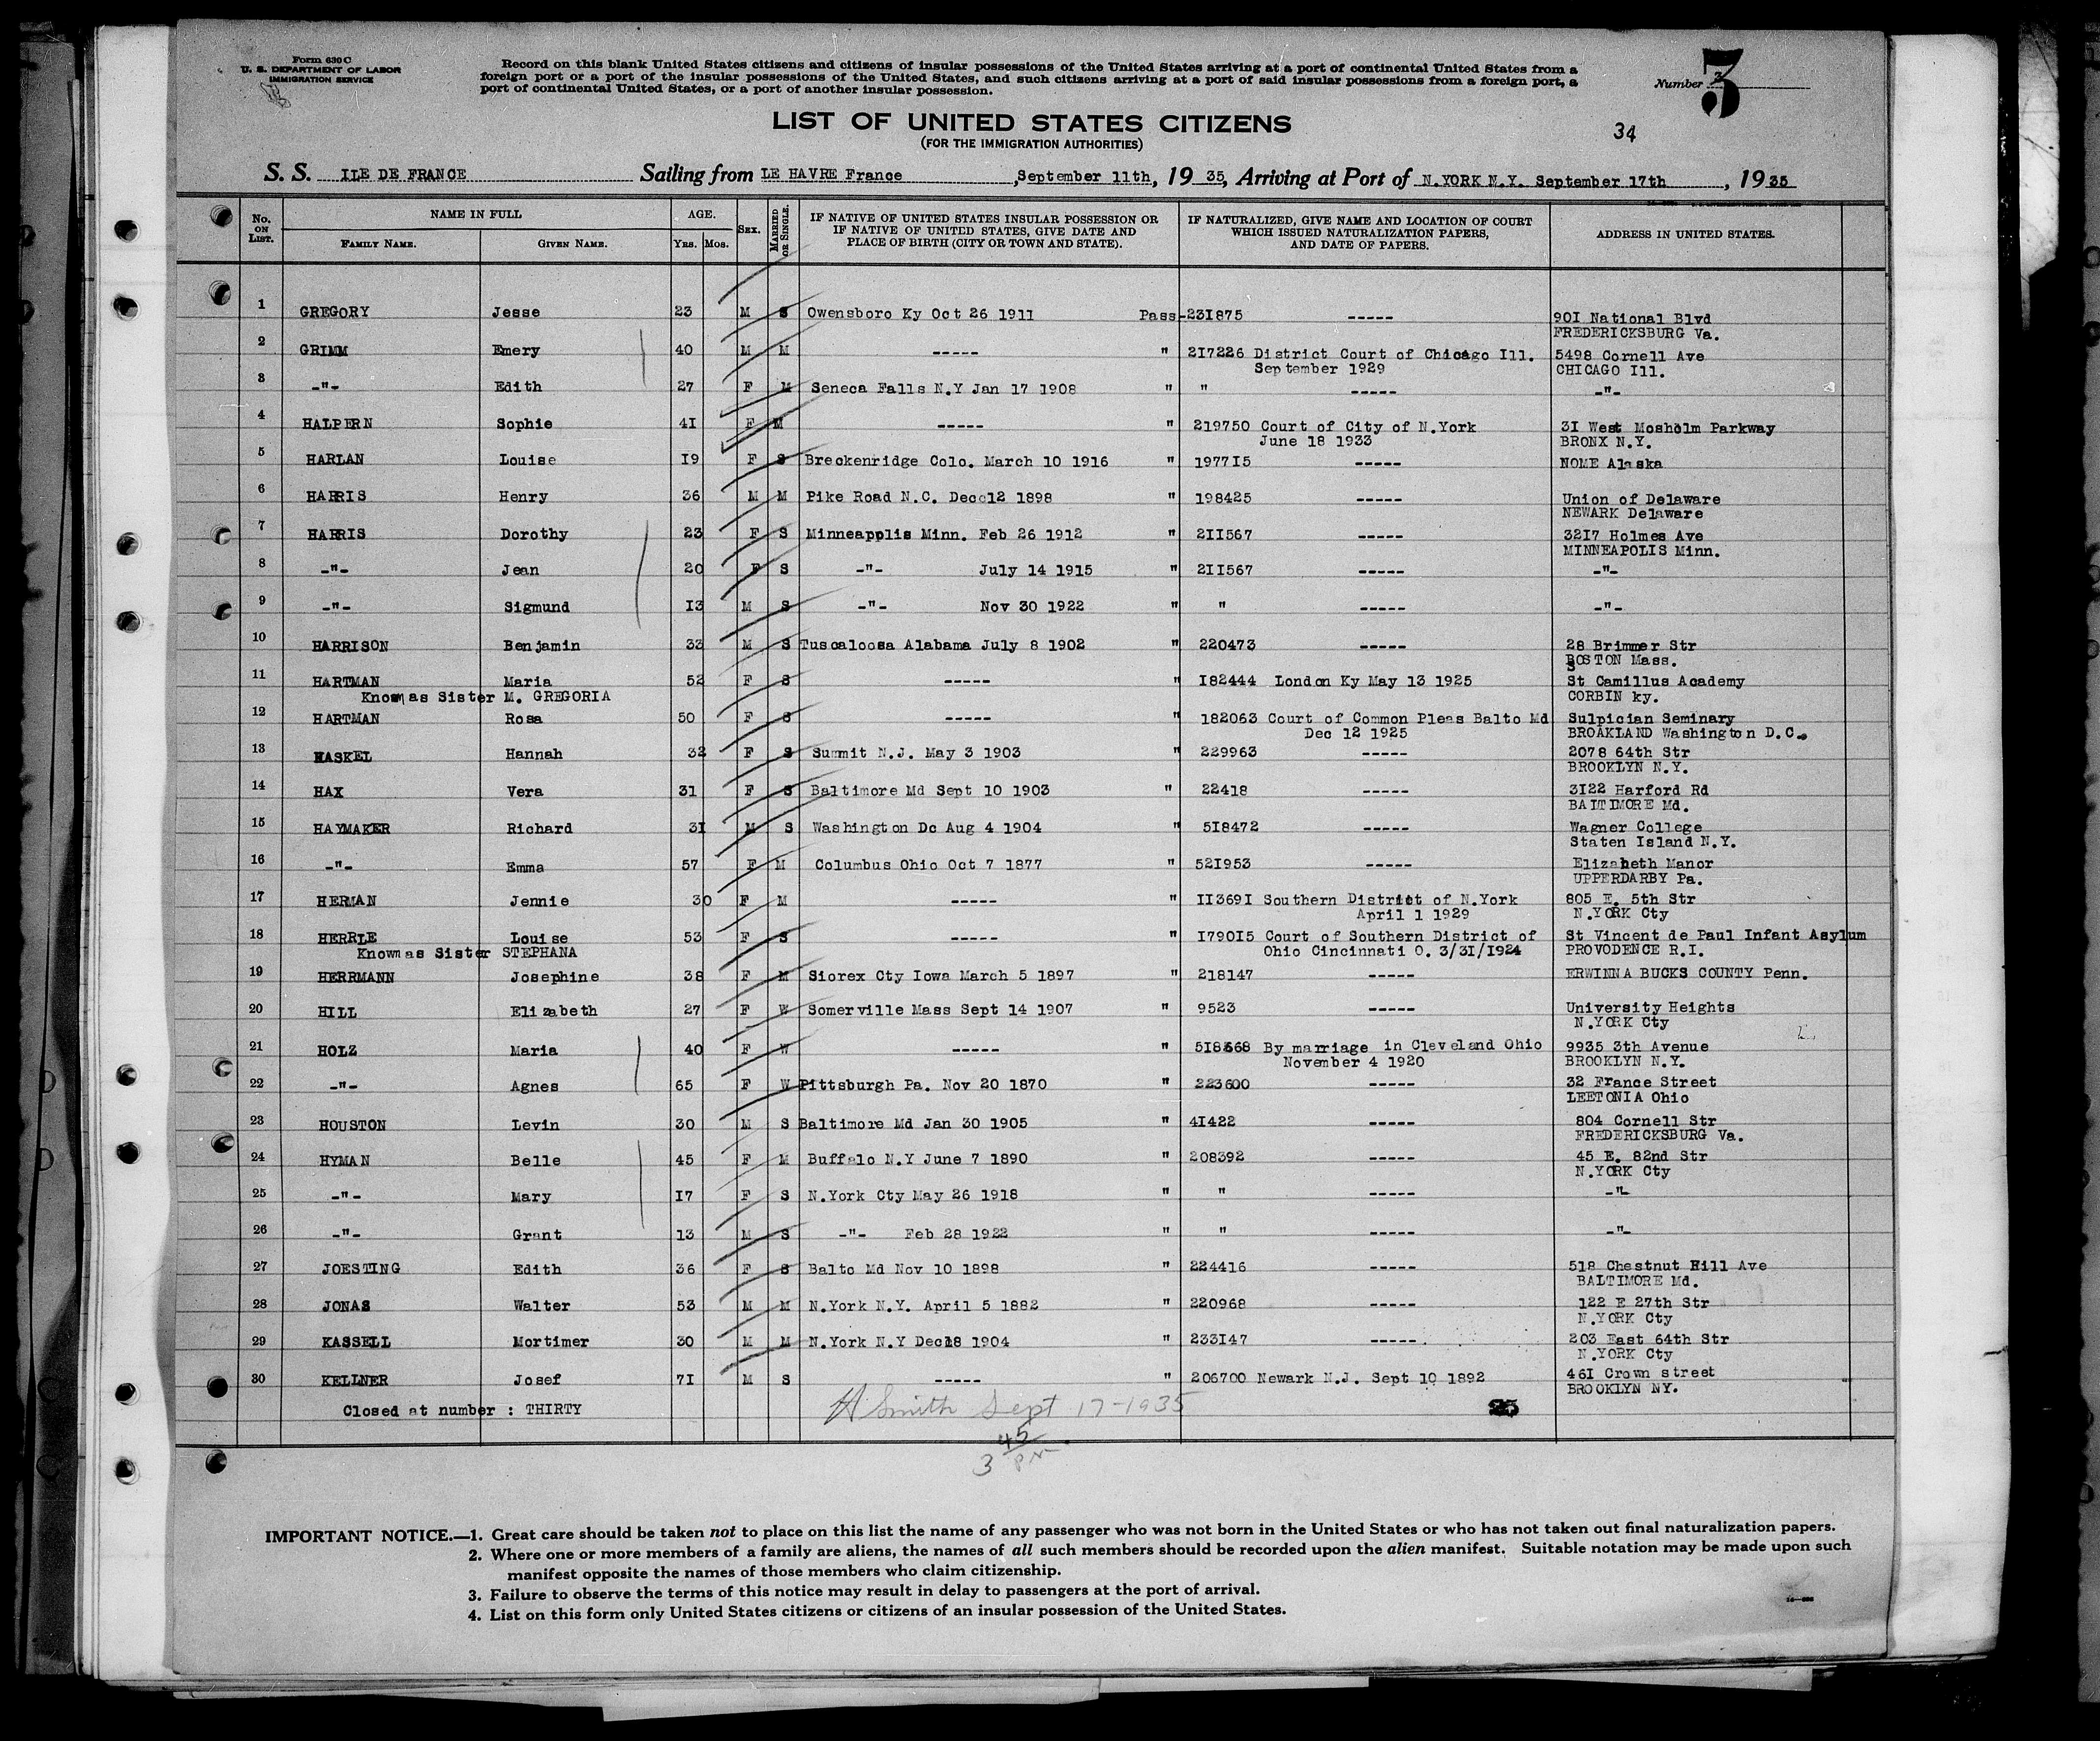 Form 630 C
U. S. DEPARTMENT OF LABOR
IMMIGRATION SERVICE
Record on this blank United States citizens and citizens of insular possessions of the United States arriving at a port of continental United States from a
foreign port or a port of the insular possessions of the United States, and such citizens arriving at a port of said insular possessions from a foreign port, a
port of continental United States, or a port of another insular possession.
Number 3
3
LIST OF UNITED STATES CITIZENS
(FOR THE IMMIGRATION AUTHORITIES)
34
S. S. ILE DE FRANCE Sailing from LE HAVRE France, September 11th, 19 35, Arriving at Port of N.YORK N.Y. September 17th, 19 35
No. ON LIST. NAME IN FULL AGE. SEX. MARRIED OR SINGLE. IF NATIVE OF UNITED STATES INSULAR POSSESSION OR IF NATIVE OF UNITED STATES, GIVE DATE AND PLACE OF BIRTH (CITY OR TOWN AND STATE). IF NATURALIZED, GIVE NAME AND LOCATION OF COURT WHICH ISSUED NATURALIZATION PAPERS, AND DATE OF PAPERS. ADDRESS IN UNITED STATES.
FAMILY NAME. GIVEN NAME. YRS. MOS.
1 GREGORY Jesse 23 M S Owensboro Ky Oct 26 1911 Pass-231875 ----- 901 National Blvd
FREDERICKSBURG Va.
2 GRIMM Emery 40 M M ----- " 217226 District Court of Chicago Ill. 5498 Cornell Ave
September 1929 CHICAGO Ill.
3 -"- Edith 27 F M Seneca Falls N.Y Jan 17 1908 " " ----- -"-
4 HALPERN Sophie 41 F M ----- " 219750 Court of City of N.York 31 West Mosholm Parkway
June 18 1933 BRONX N.Y.
5 HARLAN Louise 19 F S Breckenridge Colo. March 10 1916 " 197715 ----- NOME Alaska
6 HARRIS Henry 36 M M Pike Road N.C. Dec 12 1898 " 198425 ----- Union of Delaware
NEWARK Delaware
7 HARRIS Dorothy 23 F S Minneapolis Minn. Feb 26 1912 " 211567 ----- 3217 Holmes Ave
MINNEAPOLIS Minn.
8 -"- Jean 20 F S -"- July 14 1915 " 211567 ----- -"-
9 -"- Sigmund 13 M S -"- Nov 30 1922 " " ----- -"-
10 HARRISON Benjamin 33 M S Tuscaloosa Alabama July 8 1902 " 220473 ----- 28 Brimmer Str
BOSTON Mass.
11 HARTMAN Maria 52 F S ----- " 182444 London Ky May 13 1925 St Camillus Academy
Knownas Sister M. GREGORIA CORBIN ky.
12 HARTMAN Rosa 50 F S ----- " 182063 Court of Common Pleas Balto Md Sulpician Seminary
Dec 12 1925 BROAKLAND Washington D.C.
13 HASKEL Hannah 32 F S Summit N.J. May 3 1903 " 229963 ----- 2078 64th Str
BROOKLYN N.Y.
14 HAX Vera 31 F S Baltimore Md Sept 10 1903 " 22418 ----- 3122 Harford Rd
BALTIMORE Md.
15 HAYMAKER Richard 31 M S Washington Dc Aug 4 1904 " 518472 ----- Wagner College
Staten Island N.Y.
16 -"- Emma 57 F M Columbus Ohio Oct 7 1877 " 521953 ----- Elizabeth Manor
UPPERDARBY Pa.
17 HERMAN Jennie 30 F M ----- " 113691 Southern District of N.York 805 E. 5th Str
April 1 1929 N.YORK Cty
18 HERRLE Louise 53 F S ----- " 179015 Court of Southern District of St Vincent de Paul Infant Asylum
Knownas Sister STEPHANA Ohio Cincinnati O. 3/31/1924 PROVODENCE R.I.
19 HERRMANN Josephine 38 F M Siorex Cty Iowa March 5 1897 " 218147 ----- ERWINNA BUCKS COUNTY Penn.
20 HILL Elizabeth 27 F W Somerville Mass Sept 14 1907 " 9523 ----- University Heights
N.YORK Cty
21 HOLZ Maria 40 F W ----- " 518668 By marriage in Cleveland Ohio 9935 3th Avenue
November 4 1920 BROOKLYN N.Y.
22 -"- Agnes 65 F W Pittsburgh Pa. Nov 20 1870 " 223600 ----- 32 France Street
LEETONIA Ohio
23 HOUSTON Levin 30 M S Baltimore Md Jan 30 1905 " 41422 ----- 804 Cornell Str
FREDERICKSBURG Va.
24 HYMAN Belle 45 F M Buffalo N.Y June 7 1890 " 208392 ----- 45 E. 82nd Str
N.YORK Cty
25 -"- Mary 17 F S N.York Cty May 26 1918 " " ----- -"-
26 -"- Grant 13 M S -"- Feb 28 1922 " " ----- -"-
27 JOESTING Edith 36 F S Balto Md Nov 10 1898 " 224416 ----- 518 Chestnut Hill Ave
BALTIMORE Md.
28 JONAS Walter 53 M M N.York N.Y. April 5 1882 " 220968 ----- 122 E 27th Str
N.YORK Cty
29 KASSELL Mortimer 30 M M N.York N.Y Dec18 1904 " 233147 ----- 203 East 64th Str
N.YORK Cty
30 KELLNER Josef 71 M S ----- " 206700 Newark N.J. Sept 10 1892 461 Crown street
BROOKLYN NY.
Closed at number : THIRTY
H Smith Sept 17-1935
3 45 PM
IMPORTANT NOTICE.—1. Great care should be taken not to place on this list the name of any passenger who was not born in the United States or who has not taken out final naturalization papers.
2. Where one or more members of a family are aliens, the names of all such members should be recorded upon the alien manifest. Suitable notation may be made upon such
manifest opposite the names of those members who claim citizenship.
3. Failure to observe the terms of this notice may result in delay to passengers at the port of arrival.
4. List on this form only United States citizens or citizens of an insular possession of the United States.